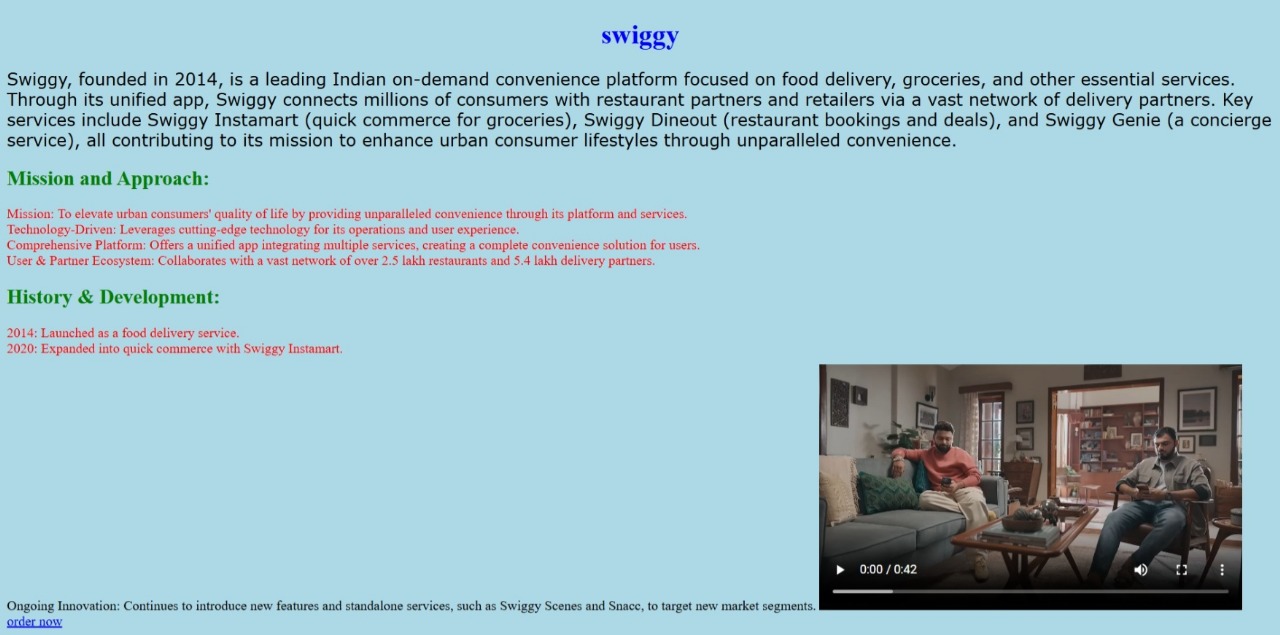 swiggy
Swiggy, founded in 2014, is a leading Indian on-demand convenience platform focused on food delivery, groceries, and other essential services.
Through its unified app, Swiggy connects millions of consumers with restaurant partners and retailers via a vast network of delivery partners. Key
services include Swiggy Instamart (quick commerce for groceries), Swiggy Dineout (restaurant bookings and deals), and Swiggy Genie (a concierge
service), all contributing to its mission to enhance urban consumer lifestyles through unparalleled convenience.
Mission and Approach:
Mission: To elevate urban consumers' quality of life by providing unparalleled convenience through its platform and services.
Technology-Driven: Leverages cutting-edge technology for its operations and user experience.
Comprehensive Platform: Offers a unified app integrating multiple services, creating a complete convenience solution for users.
User & Partner Ecosystem: Collaborates with a vast network of over 2.5 lakh restaurants and 5.4 lakh delivery partners.
History & Development:
2014: Launched as a food delivery service.
2020: Expanded into quick commerce with Swiggy Instamart.
0:00 / 0:42
Ongoing Innovation: Continues to introduce new features and standalone services, such as Swiggy Scenes and Snacc, to target new market segments.
order now